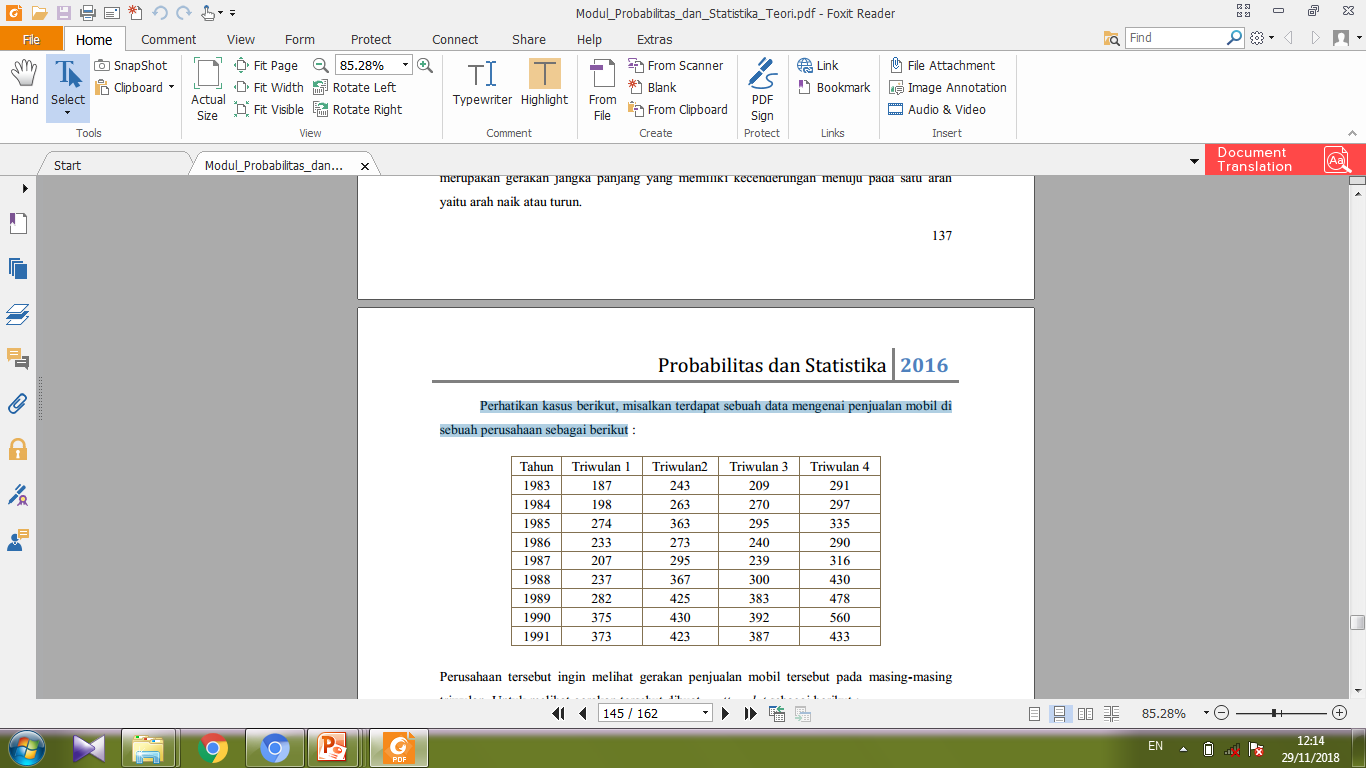 Modul_Probabilitas_dan_Statistika_Teori.pdf - Foxit Reader
File Home Comment View Form Protect Connect Share Help Extras Find
Hand
Select
SnapShot
Clipboard
Tools
Actual Size
Fit Page
Fit Width
Fit Visible
85.28%
Rotate Left
Rotate Right
View
Typewriter
Highlight
Comment
From File
From Scanner
Blank
From Clipboard
Create
PDF Sign
Protect
Link
Bookmark
Links
File Attachment
Image Annotation
Audio & Video
Insert
Start
Modul_Probabilitas_dan...
Document Translation
Aa
merupakan gerakan jangka panjang yang memiliki kecenderungan menuju pada satu arah
yaitu arah naik atau turun.
137
Probabilitas dan Statistika 2016
Perhatikan kasus berikut, misalkan terdapat sebuah data mengenai penjualan mobil di
sebuah perusahaan sebagai berikut :
Tahun Triwulan 1 Triwulan2 Triwulan 3 Triwulan 4
1983 187 243 209 291
1984 198 263 270 297
1985 274 363 295 335
1986 233 273 240 290
1987 207 295 239 316
1988 237 367 300 430
1989 282 425 383 478
1990 375 430 392 560
1991 373 423 387 433
Perusahaan tersebut ingin melihat gerakan penjualan mobil tersebut pada masing-masing
145 / 162
85.28%
PDF
EN
12:14
29/11/2018